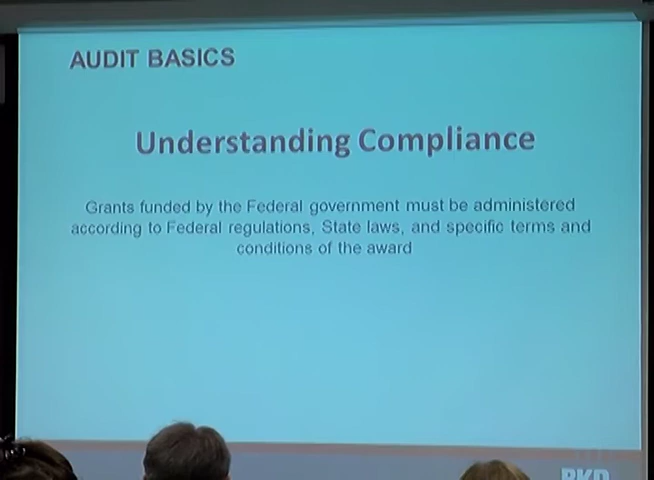 AUDIT BASICS
Understanding Compliance
Grants funded by the Federal government must be administered
according to Federal regulations, State laws, and specific terms and
conditions of the award
BKD